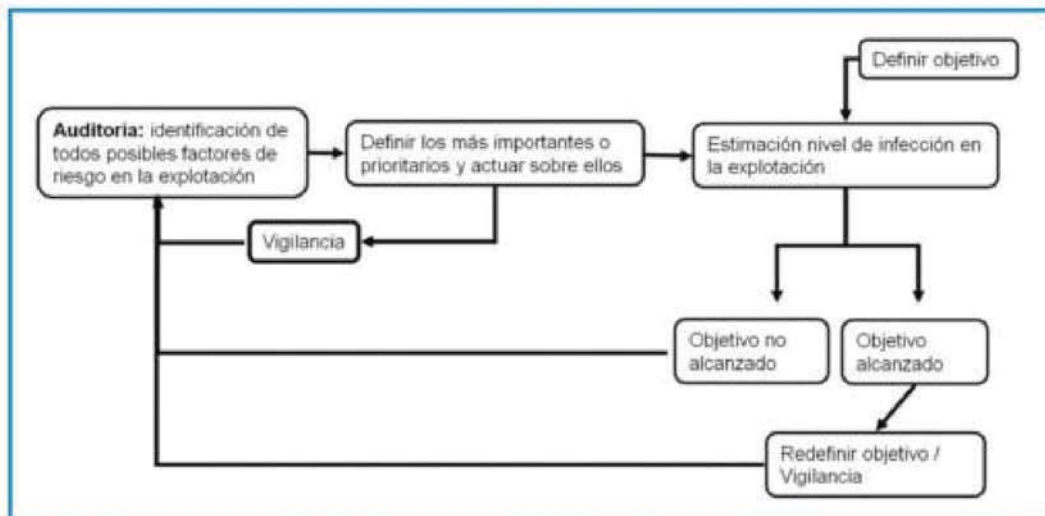 Definir objetivo
Auditoria: identificación de
todos posibles factores de
riesgo en la explotación
Definir los más importantes o
prioritarios y actuar sobre ellos
Estimación nivel de infección en
la explotación
Vigilancia
Objetivo no
alcanzado
Objetivo
alcanzado
Redefinir objetivo /
Vigilancia